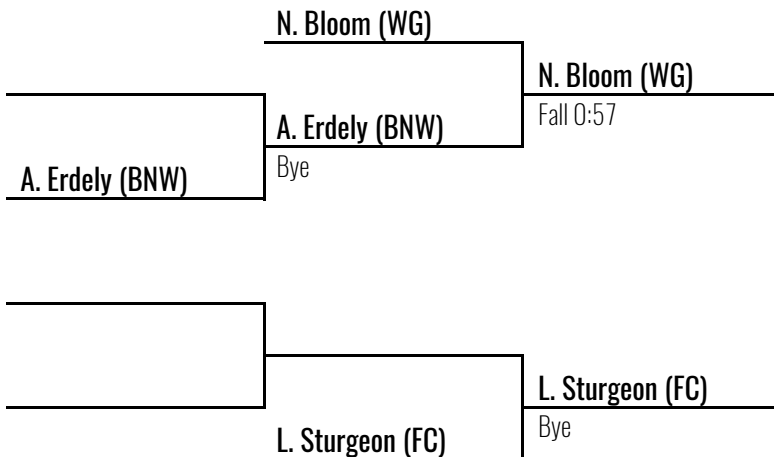 N. Bloom (WG)
N. Bloom (WG)
Fall 0:57
A. Erdely (BNW)
Bye
A. Erdely (BNW)
L. Sturgeon (FC)
Bye
L. Sturgeon (FC)